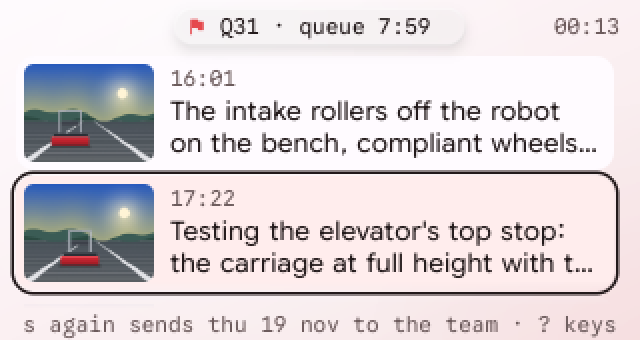 Q31 · queue 7:59
00:13
16:01
The intake rollers off the robot
on the bench, compliant wheels...
17:22
Testing the elevator's top stop:
the carriage at full height with t...
s again sends thu 19 nov to the team · ? keys